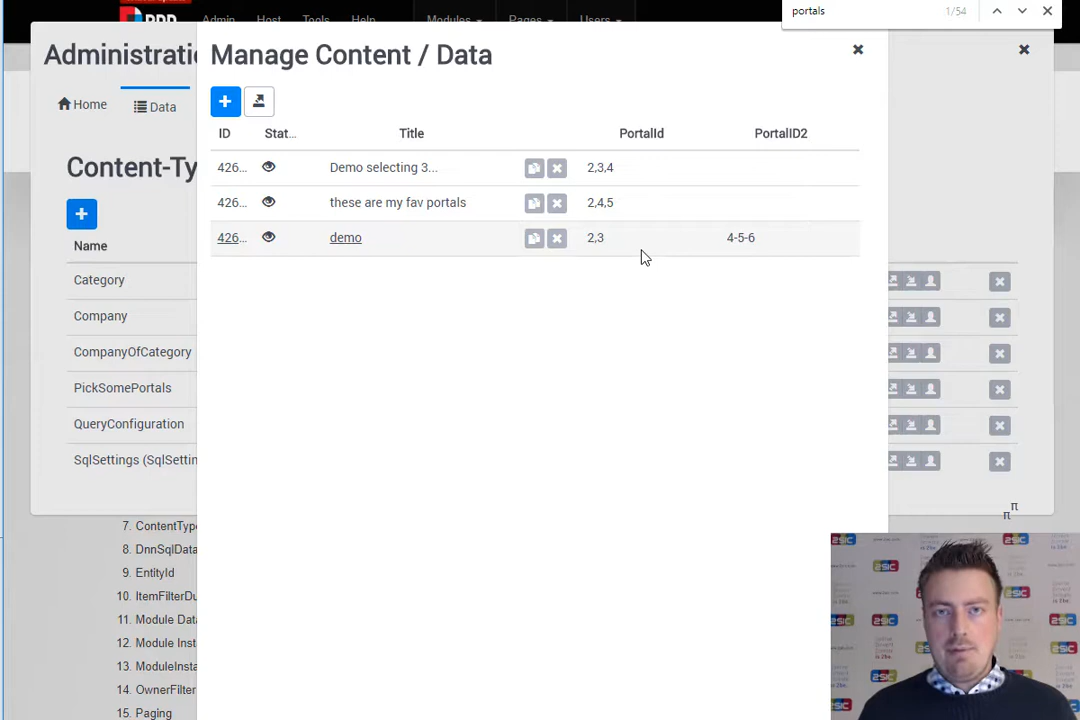 portals 1/54
Admin Host Tools Help Modules Pages Users
Administratio
Manage Content / Data
Home Data
ID Stat... Title PortalId PortalID2
Content-Ty
426... Demo selecting 3... 2,3,4
426... these are my fav portals 2,4,5
426... demo 2,3 4-5-6
Name
Category
Company
CompanyOfCategory
PickSomePortals
QueryConfiguration
SqlSettings (SqlSettin
7. ContentType
8. DnnSqlData
9. EntityId
10. ItemFilterDu
11. Module Data
12. Module Inst
13. ModuleInsta
14. OwnerFilter
15. Paging
π π
2SIC